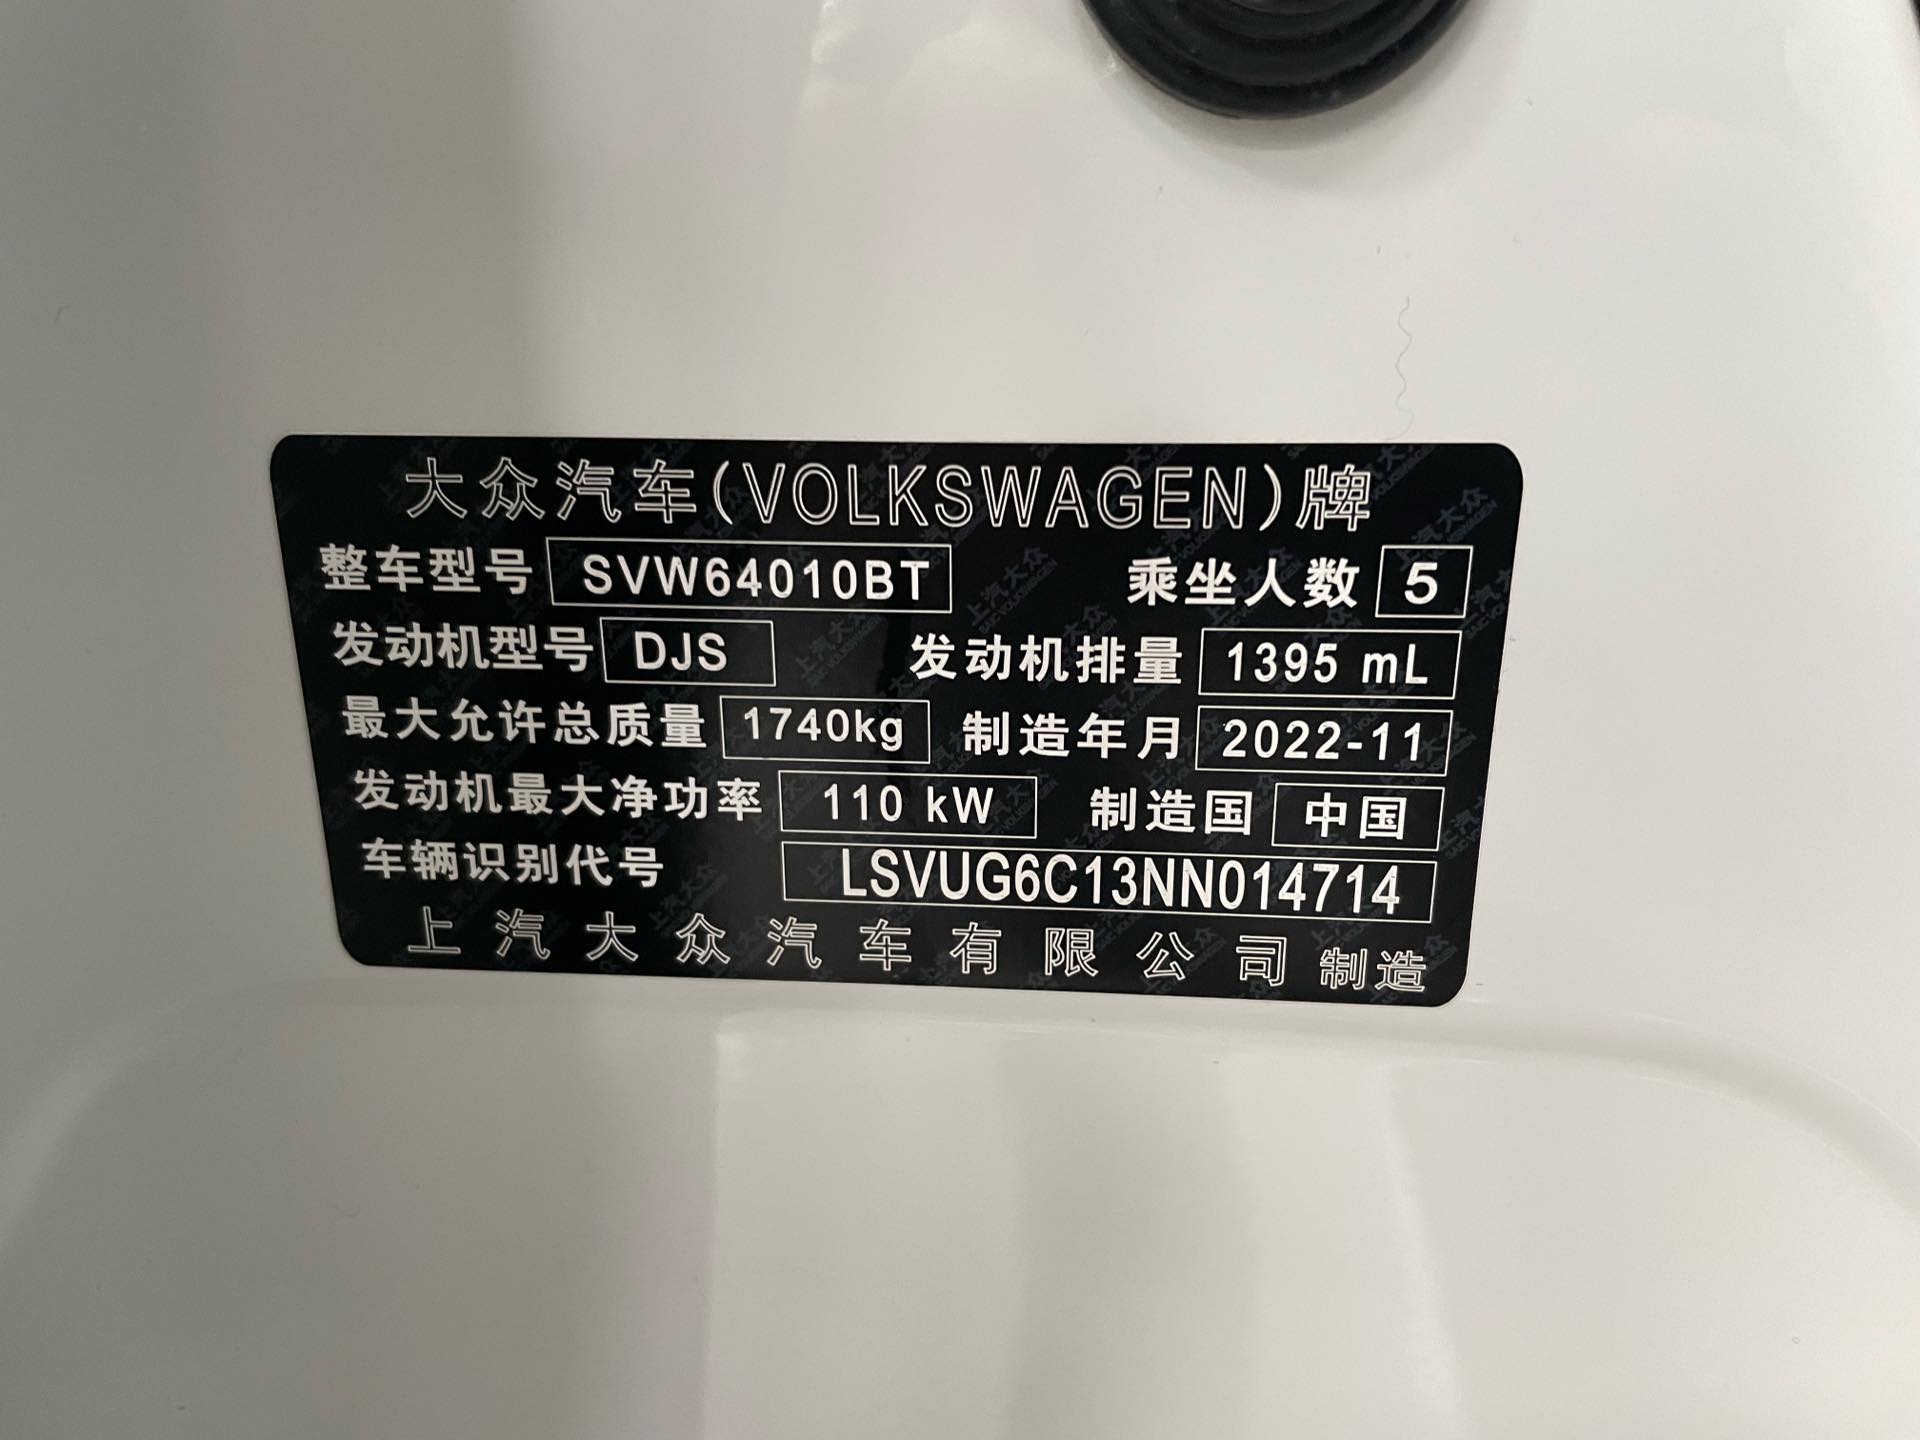 大众汽车(VOLKSWAGEN)牌
整车型号 SVW64010BT 乘坐人数 5
发动机型号 DJS 发动机排量 1395 mL
最大允许总质量 1740kg 制造年月 2022-11
发动机最大净功率 110 kW 制造国 中国
车辆识别代号 LSVUG6C13NN014714
上汽大众汽车有限公司制造